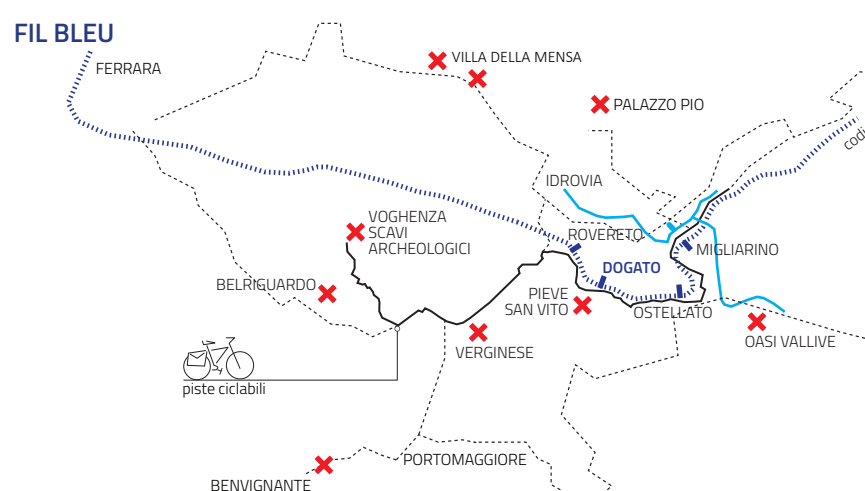 FIL BLEU
FERRARA
VILLA DELLA MENSA
PALAZZO PIO
codi
IDROVIA
VOGHENZA
SCAVI
ARCHEOLOGICI
ROVERETO
MIGLIARINO
DOGATO
BELRIGUARDO
PIEVE
SAN VITO
OSTELLATO
OASI VALLIVE
VERGINESE
piste ciclabili
PORTOMAGGIORE
BENVIGNANTE